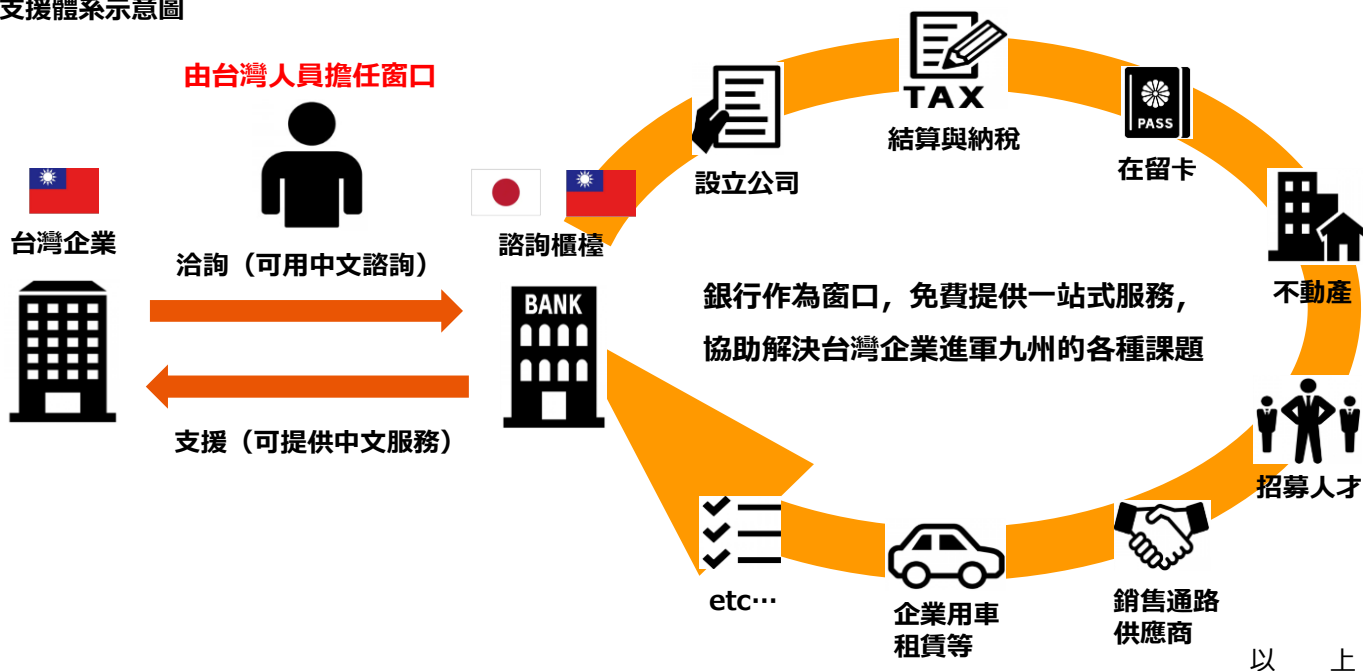 支援體系示意圖
由台灣人員擔任窗口
台灣企業
洽詢（可用中文諮詢）
支援（可提供中文服務）
諮詢櫃檯
BANK
設立公司
TAX
結算與納稅
PASS
在留卡
不動產
招募人才
銷售通路
供應商
企業用車
租賃等
etc…
銀行作為窗口，免費提供一站式服務，
協助解決台灣企業進軍九州的各種課題
以　上